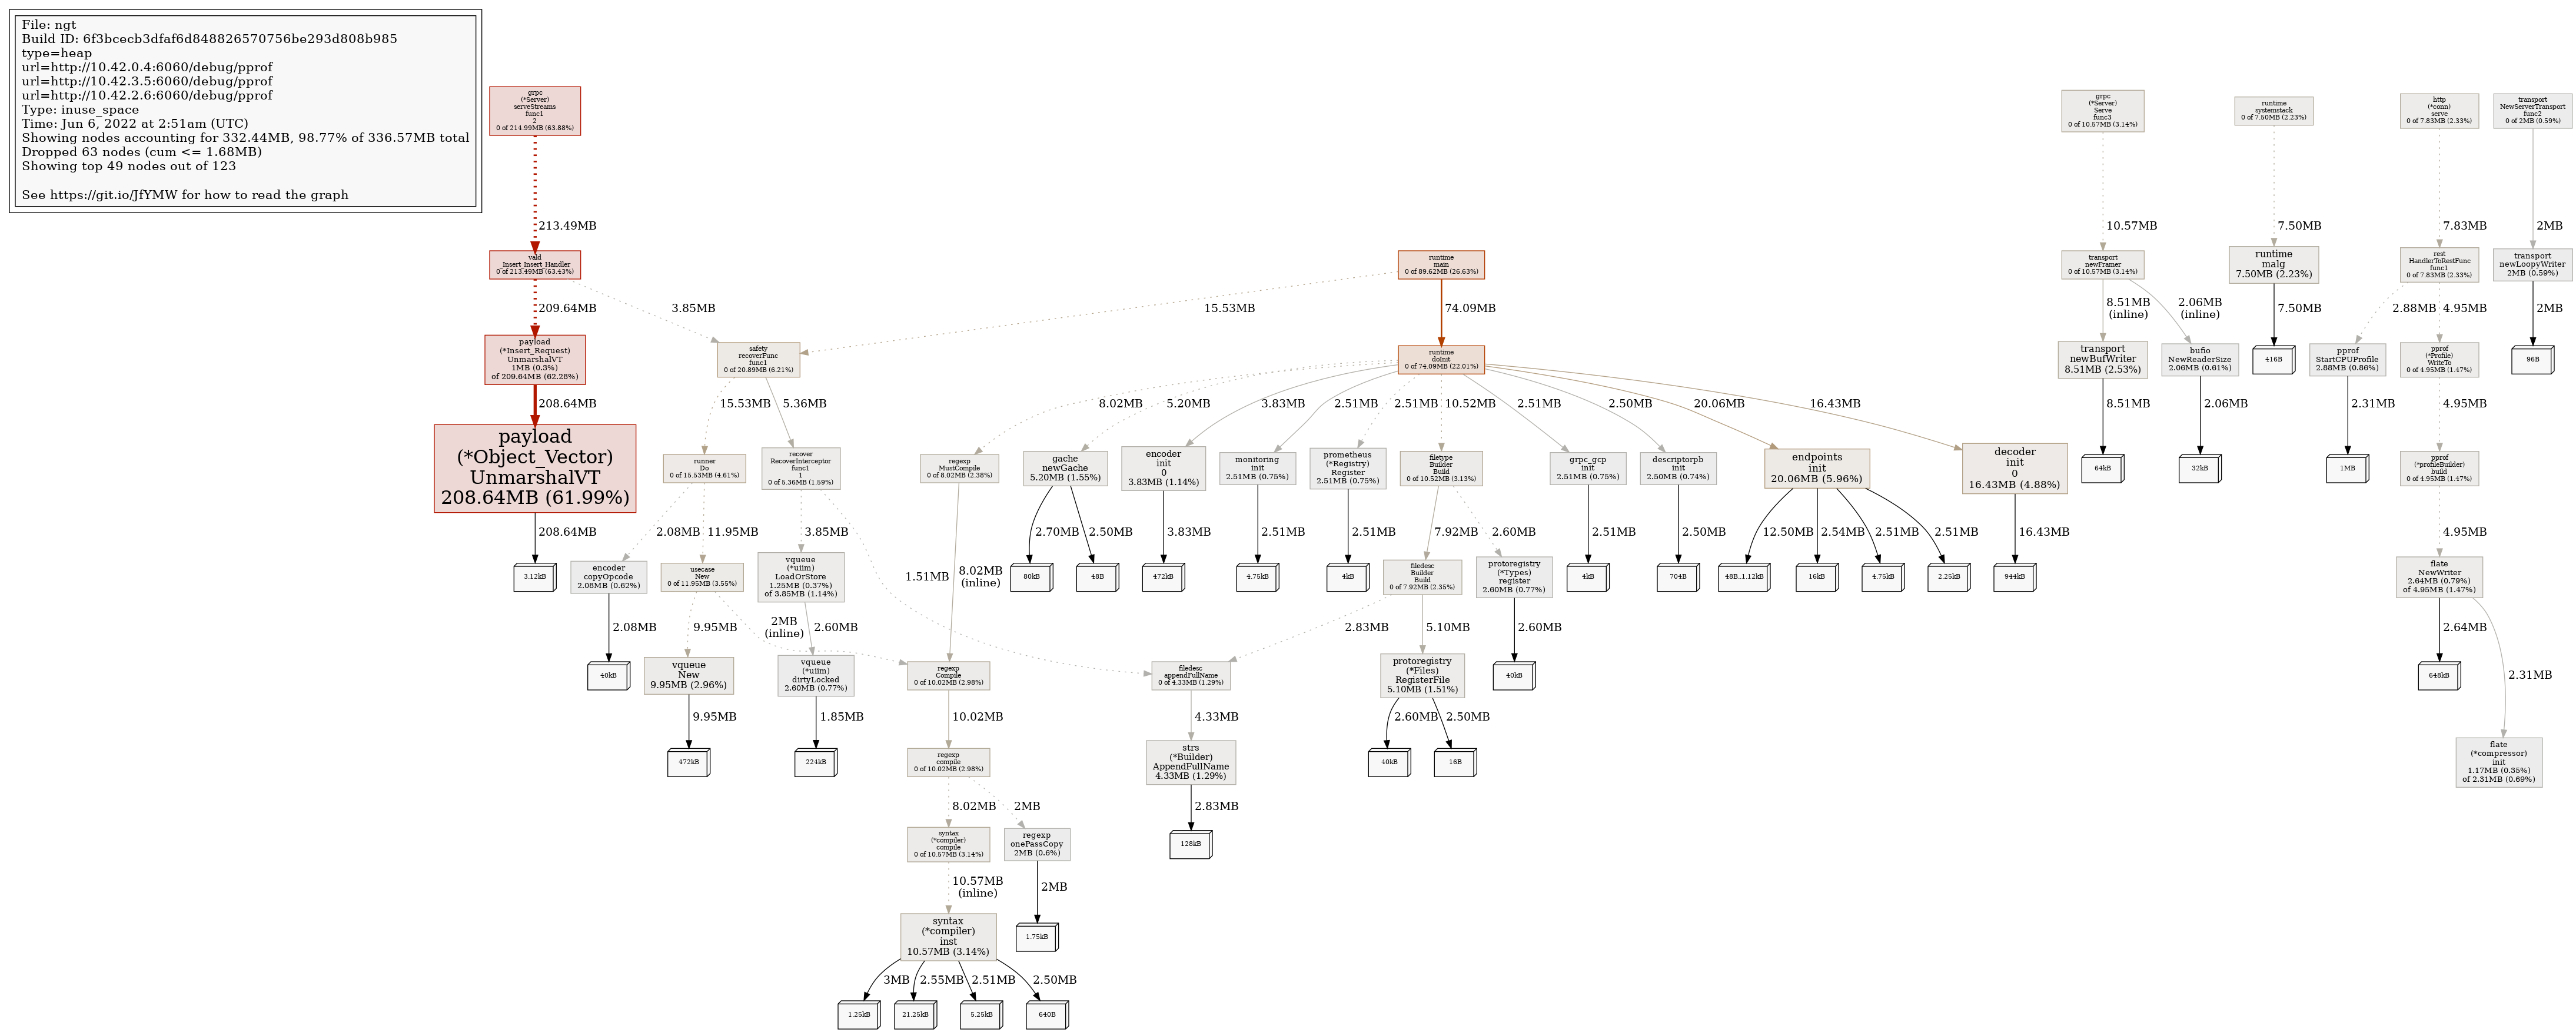 File: ngt
Build ID: 6f3bcecb3dfaf6d848826570756be293d808b985
type=heap
url=http://10.42.0.4:6060/debug/pprof
url=http://10.42.3.5:6060/debug/pprof
url=http://10.42.2.6:6060/debug/pprof
Type: inuse_space
Time: Jun 6, 2022 at 2:51am (UTC)
Showing nodes accounting for 332.44MB, 98.77% of 336.57MB total
Dropped 63 nodes (cum <= 1.68MB)
Showing top 49 nodes out of 123
See https://git.io/JfYMW for how to read the graph
grpc
(*Server)
serveStreams
func1
2
0 of 214.99MB (63.88%)
grpc
(*Server)
Serve
func3
0 of 10.57MB (3.14%)
runtime
systemstack
0 of 7.50MB (2.23%)
http
(*conn)
serve
0 of 7.83MB (2.33%)
transport
NewServerTransport
func2
0 of 2MB (0.59%)
213.49MB
10.57MB
7.50MB
7.83MB
2MB
vald
_Insert_Insert_Handler
0 of 213.49MB (63.43%)
runtime
main
0 of 89.62MB (26.63%)
transport
newFramer
0 of 10.57MB (3.14%)
runtime
malg
7.50MB (2.23%)
rest
HandlerToRestFunc
func1
0 of 7.83MB (2.33%)
transport
newLoopyWriter
2MB (0.59%)
209.64MB
3.85MB
15.53MB
74.09MB
8.51MB
(inline)
2.06MB
(inline)
7.50MB
2.88MB
4.95MB
2MB
payload
(*Insert_Request)
UnmarshalVT
1MB (0.3%)
of 209.64MB (62.28%)
safety
recoverFunc
func1
0 of 20.89MB (6.21%)
runtime
doInit
0 of 74.09MB (22.01%)
transport
newBufWriter
8.51MB (2.53%)
bufio
NewReaderSize
2.06MB (0.61%)
416B
pprof
StartCPUProfile
2.88MB (0.86%)
pprof
(*Profile)
WriteTo
0 of 4.95MB (1.47%)
96B
208.64MB
15.53MB
5.36MB
8.02MB
5.20MB
3.83MB
2.51MB
2.51MB
10.52MB
2.51MB
2.50MB
20.06MB
16.43MB
8.51MB
2.06MB
2.31MB
4.95MB
payload
(*Object_Vector)
UnmarshalVT
208.64MB (61.99%)
runner
Do
0 of 15.53MB (4.61%)
recover
RecoverInterceptor
func1
1
0 of 5.36MB (1.59%)
regexp
MustCompile
0 of 8.02MB (2.38%)
gache
newGache
5.20MB (1.55%)
encoder
init
0
3.83MB (1.14%)
monitoring
init
2.51MB (0.75%)
prometheus
(*Registry)
Register
2.51MB (0.75%)
filetype
Builder
Build
0 of 10.52MB (3.13%)
grpc_gcp
init
2.51MB (0.75%)
descriptorpb
init
2.50MB (0.74%)
endpoints
init
20.06MB (5.96%)
decoder
init
0
16.43MB (4.88%)
64kB
32kB
1MB
pprof
(*profileBuilder)
build
0 of 4.95MB (1.47%)
208.64MB
2.08MB
11.95MB
3.85MB
1.51MB
8.02MB
(inline)
2.70MB
2.50MB
3.83MB
2.51MB
2.51MB
7.92MB
2.60MB
2.51MB
2.50MB
12.50MB
2.54MB
2.51MB
2.51MB
16.43MB
4.95MB
3.12kB
encoder
copyOpcode
2.08MB (0.62%)
usecase
New
0 of 11.95MB (3.55%)
vqueue
(*uiim)
LoadOrStore
1.25MB (0.37%)
of 3.85MB (1.14%)
80kB
48B
472kB
4.75kB
4kB
filedesc
Builder
Build
0 of 7.92MB (2.35%)
protoregistry
(*Types)
register
2.60MB (0.77%)
4kB
704B
48B..1.12kB
16kB
4.75kB
2.25kB
944kB
flate
NewWriter
2.64MB (0.79%)
of 4.95MB (1.47%)
2.08MB
9.95MB
2MB
(inline)
2.60MB
2.83MB
5.10MB
2.60MB
2.64MB
2.31MB
40kB
vqueue
New
9.95MB (2.96%)
vqueue
(*uiim)
dirtyLocked
2.60MB (0.77%)
regexp
Compile
0 of 10.02MB (2.98%)
filedesc
appendFullName
0 of 4.33MB (1.29%)
protoregistry
(*Files)
RegisterFile
5.10MB (1.51%)
40kB
648kB
9.95MB
1.85MB
10.02MB
4.33MB
2.60MB
2.50MB
472kB
224kB
regexp
compile
0 of 10.02MB (2.98%)
strs
(*Builder)
AppendFullName
4.33MB (1.29%)
40kB
16B
flate
(*compressor)
init
1.17MB (0.35%)
of 2.31MB (0.69%)
8.02MB
2MB
2.83MB
syntax
(*compiler)
compile
0 of 10.57MB (3.14%)
regexp
onePassCopy
2MB (0.6%)
128kB
10.57MB
(inline)
2MB
syntax
(*compiler)
inst
10.57MB (3.14%)
1.75kB
3MB
2.55MB
2.51MB
2.50MB
1.25kB
21.25kB
5.25kB
640B